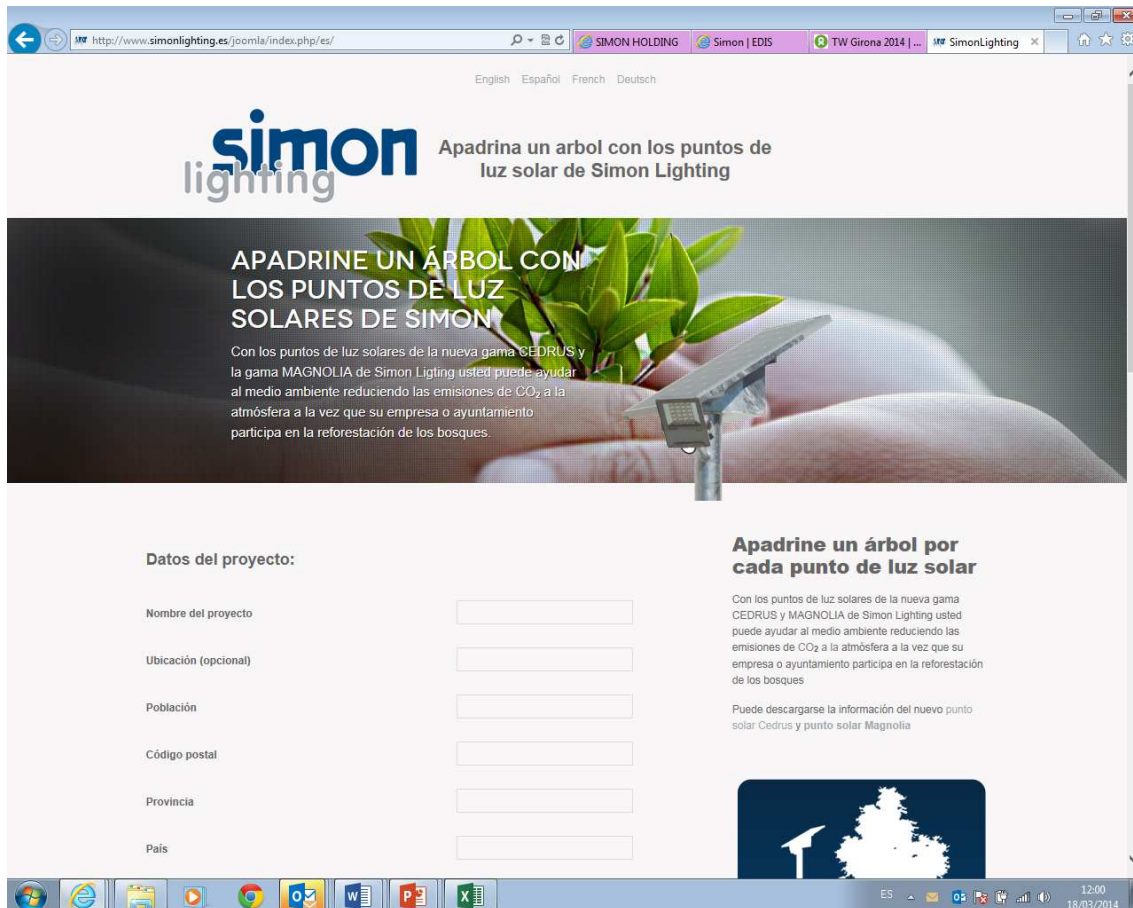 http://www.simonlighting.es/joomla/index.php/es/
SIMON HOLDING
Simon | EDIS
TW Girona 2014 | ...
SimonLighting
English Español French Deutsch
simon
lighting
Apadrina un arbol con los puntos de
luz solar de Simon Lighting
APADRINE UN ÁRBOL CON
LOS PUNTOS DE LUZ
SOLARES DE SIMON
Con los puntos de luz solares de la nueva gama CEDRUS y
la gama MAGNOLIA de Simon Ligting usted puede ayudar
al medio ambiente reduciendo las emisiones de CO₂ a la
atmósfera a la vez que su empresa o ayuntamiento
participa en la reforestación de los bosques.
Datos del proyecto:
Nombre del proyecto
Ubicación (opcional)
Población
Código postal
Provincia
País
Apadrine un árbol por
cada punto de luz solar
Con los puntos de luz solares de la nueva gama
CEDRUS y MAGNOLIA de Simon Lighting usted
puede ayudar al medio ambiente reduciendo las
emisiones de CO₂ a la atmósfera a la vez que su
empresa o ayuntamiento participa en la reforestación
de los bosques
Puede descargarse la información del nuevo punto
solar Cedrus y punto solar Magnolia
ES
12:00
18/03/2014